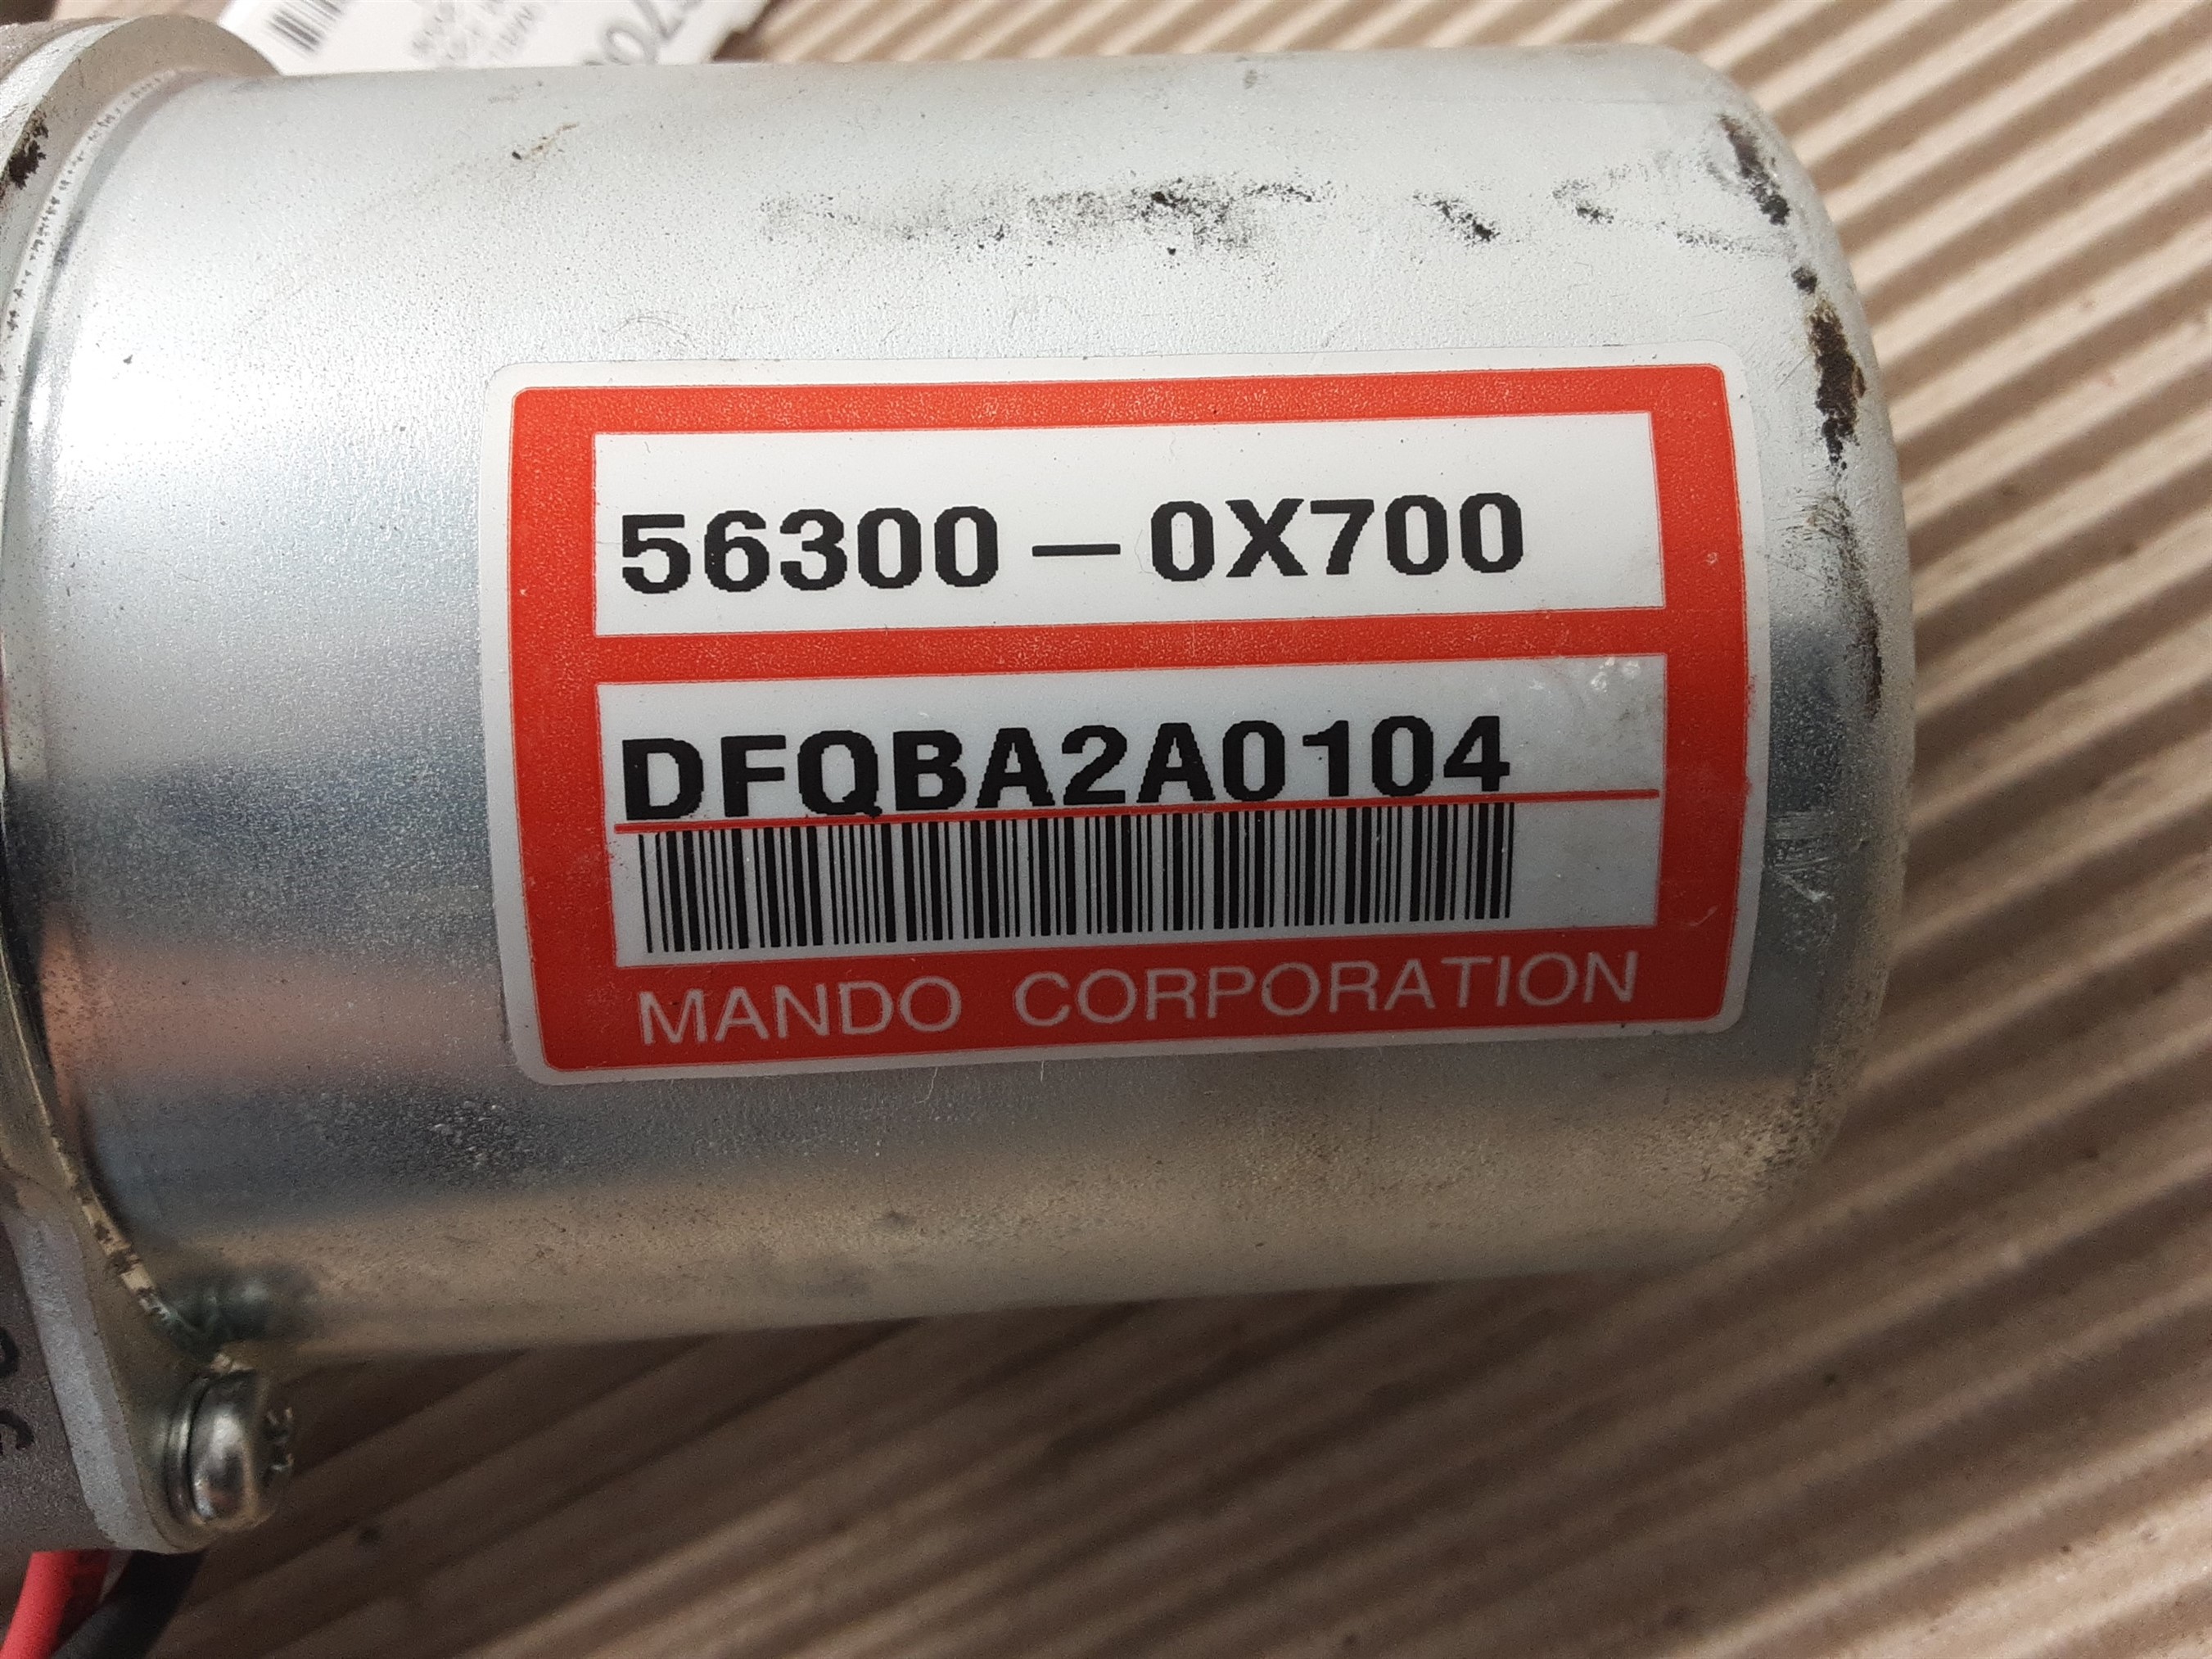 56300-0X700
DFQBA2A0104
MANDO CORPORATION